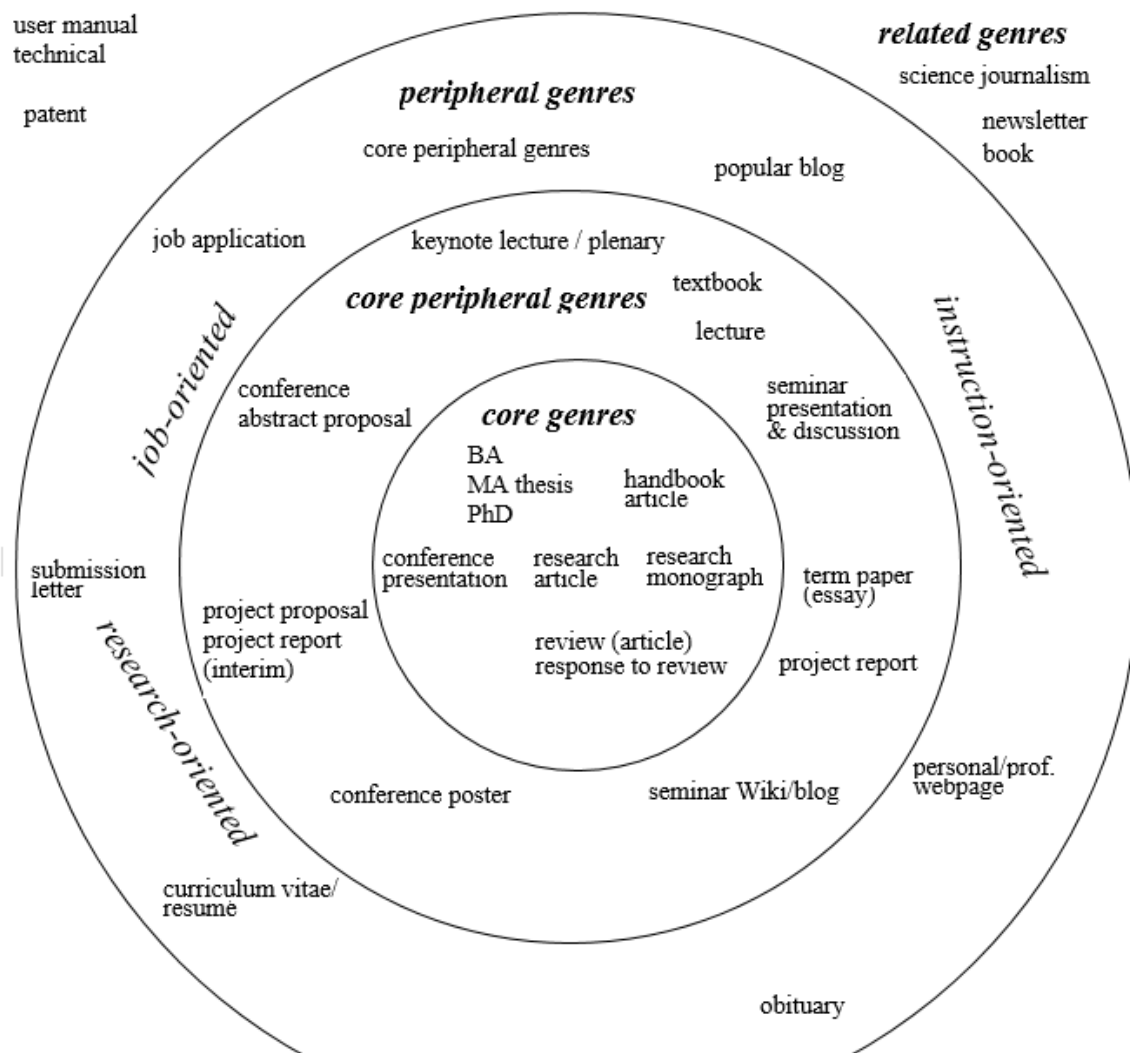 user manual
technical
patent
related genres
science journalism
newsletter
book
peripheral genres
core peripheral genres
popular blog
job application
keynote lecture / plenary
core peripheral genres
textbook
lecture
job-oriented
instruction-oriented
conference
abstract proposal
seminar
presentation
& discussion
core genres
BA
MA thesis
PhD
handbook
article
conference
presentation
research
article
research
monograph
submission
letter
term paper
(essay)
project proposal
project report
(interim)
research-oriented
review (article)
response to review
project report
personal/prof.
webpage
conference poster
seminar Wiki/blog
curriculum vitae/
resumé
obituary